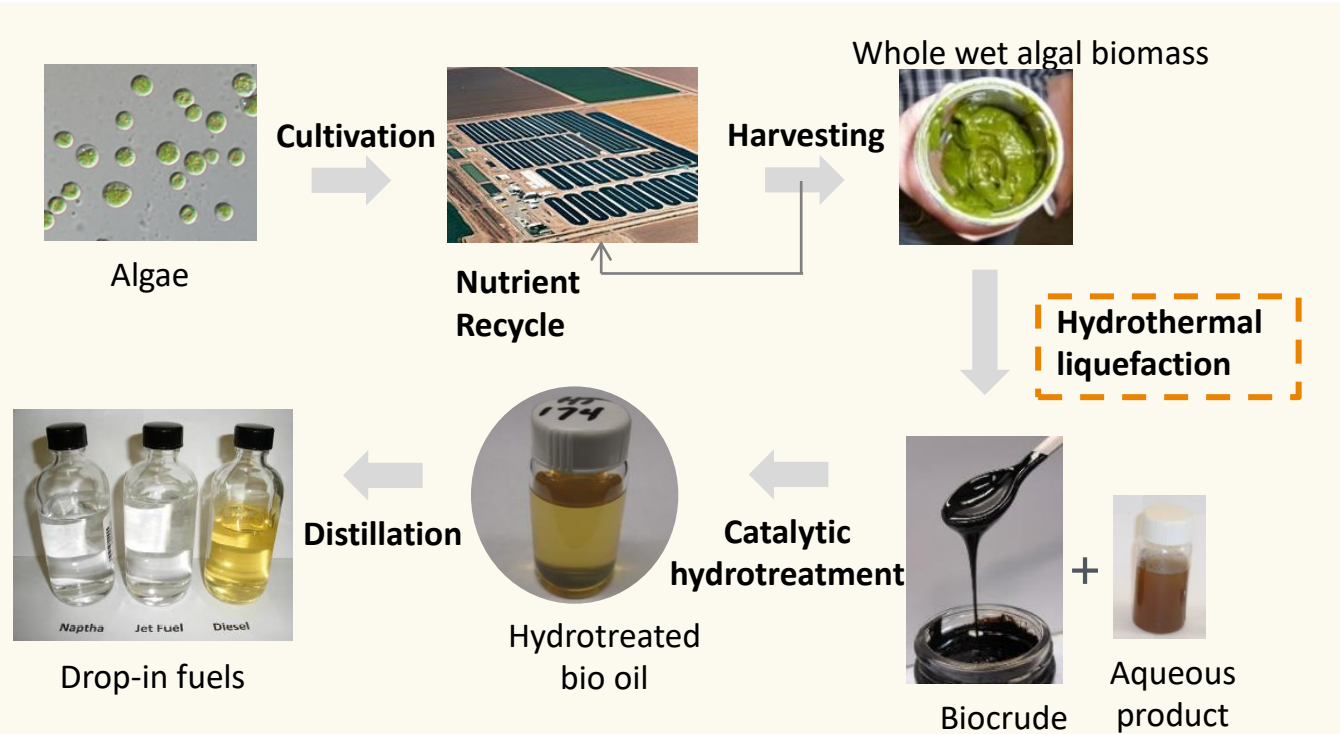 Whole wet algal biomass
Cultivation
Harvesting
Algae
Nutrient
Recycle
Hydrothermal
liquefaction
174
Distillation
Catalytic
hydrotreatment
+
Naptha
Jet Fuel
Diesel
Drop-in fuels
Hydrotreated
bio oil
Biocrude
Aqueous
product